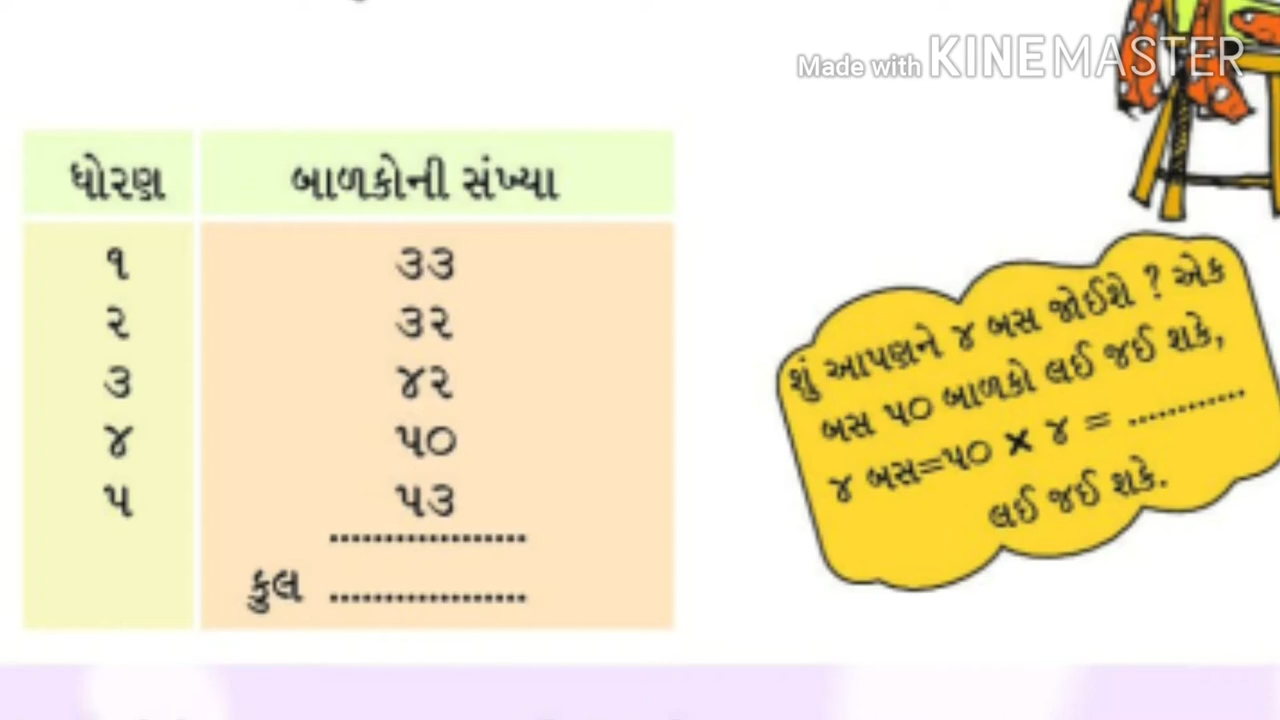 Made with KINEMASTER
ધોરણ બાળકોની સંખ્યા
૧ ૩૩
૨ ૩૨
૩ ૪૨
૪ ૫૦
૫ ૫૩
..................
કુલ ..................
શું આપણને ૪ બસ જોઈશે ? એક
બસ ૫૦ બાળકો લઈ જઈ શકે,
૪ બસ=૫૦ × ૪ = ............
લઈ જઈ શકે.